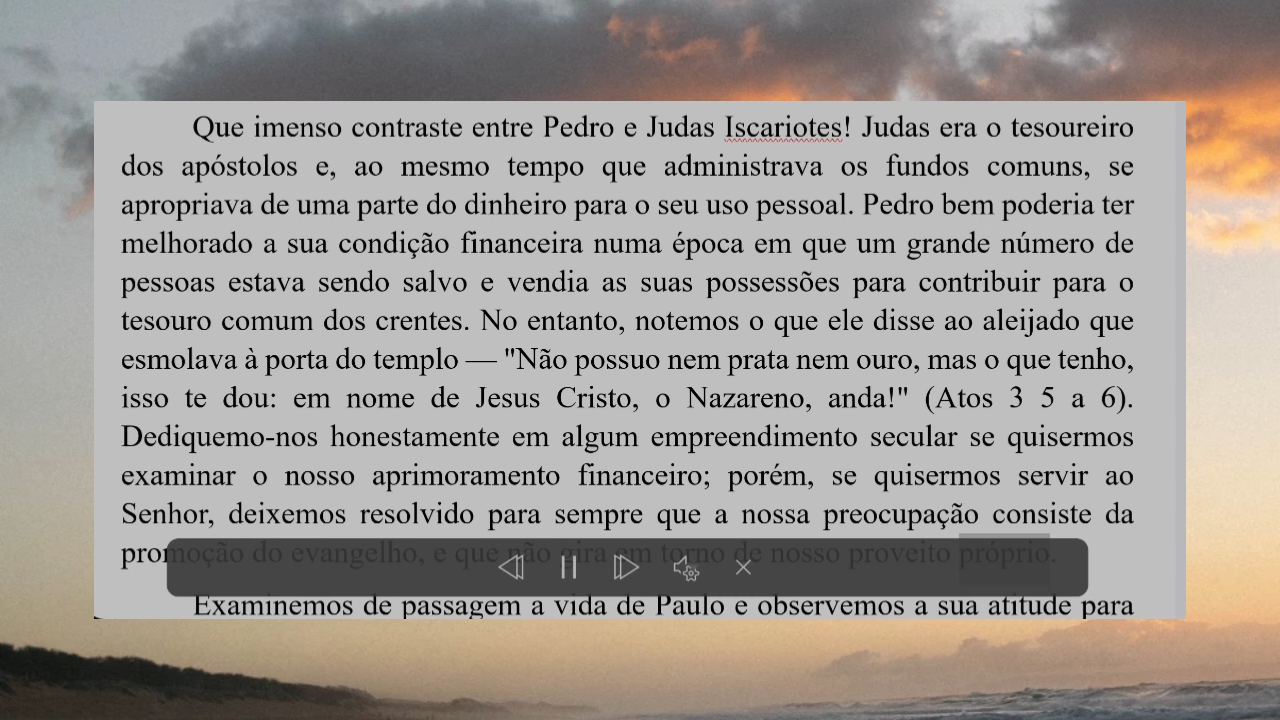 Que imenso contraste entre Pedro e Judas Iscariotes! Judas era o tesoureiro
dos apóstolos e, ao mesmo tempo que administrava os fundos comuns, se
apropriava de uma parte do dinheiro para o seu uso pessoal. Pedro bem poderia ter
melhorado a sua condição financeira numa época em que um grande número de
pessoas estava sendo salvo e vendia as suas possessões para contribuir para o
tesouro comum dos crentes. No entanto, notemos o que ele disse ao aleijado que
esmolava à porta do templo — "Não possuo nem prata nem ouro, mas o que tenho,
isso te dou: em nome de Jesus Cristo, o Nazareno, anda!" (Atos 3 5 a 6).
Dediquemo-nos honestamente em algum empreendimento secular se quisermos
examinar o nosso aprimoramento financeiro; porém, se quisermos servir ao
Senhor, deixemos resolvido para sempre que a nossa preocupação consiste da
promoção do evangelho, e que não gira em torno de nosso proveito próprio.
Examinemos de passagem a vida de Paulo e observemos a sua atitude para